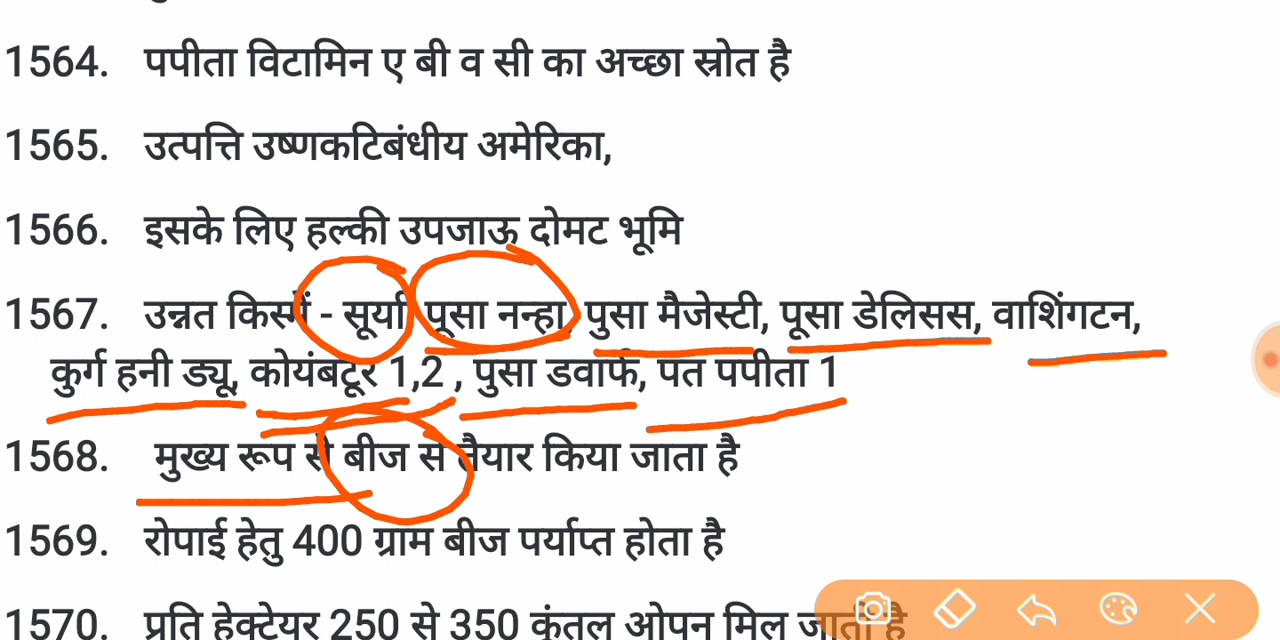 1564. पपीता विटामिन ए बी व सी का अच्छा स्रोत है
1565. उत्पत्ति उष्णकटिबंधीय अमेरिका,
1566. इसके लिए हल्की उपजाऊ दोमट भूमि
1567. उन्नत किस्में - सूर्या पूसा नन्हा, पुसा मैजेस्टी, पूसा डेलिसस, वाशिंगटन,
कुर्ग हनी ड्यू, कोयंबटूर 1,2 , पुसा डवार्फ, पत पपीता 1
1568. मुख्य रूप से बीज से तैयार किया जाता है
1569. रोपाई हेतु 400 ग्राम बीज पर्याप्त होता है
1570. प्रति हेक्टेयर 250 से 350 कुंतल ओपन मिल जाती है